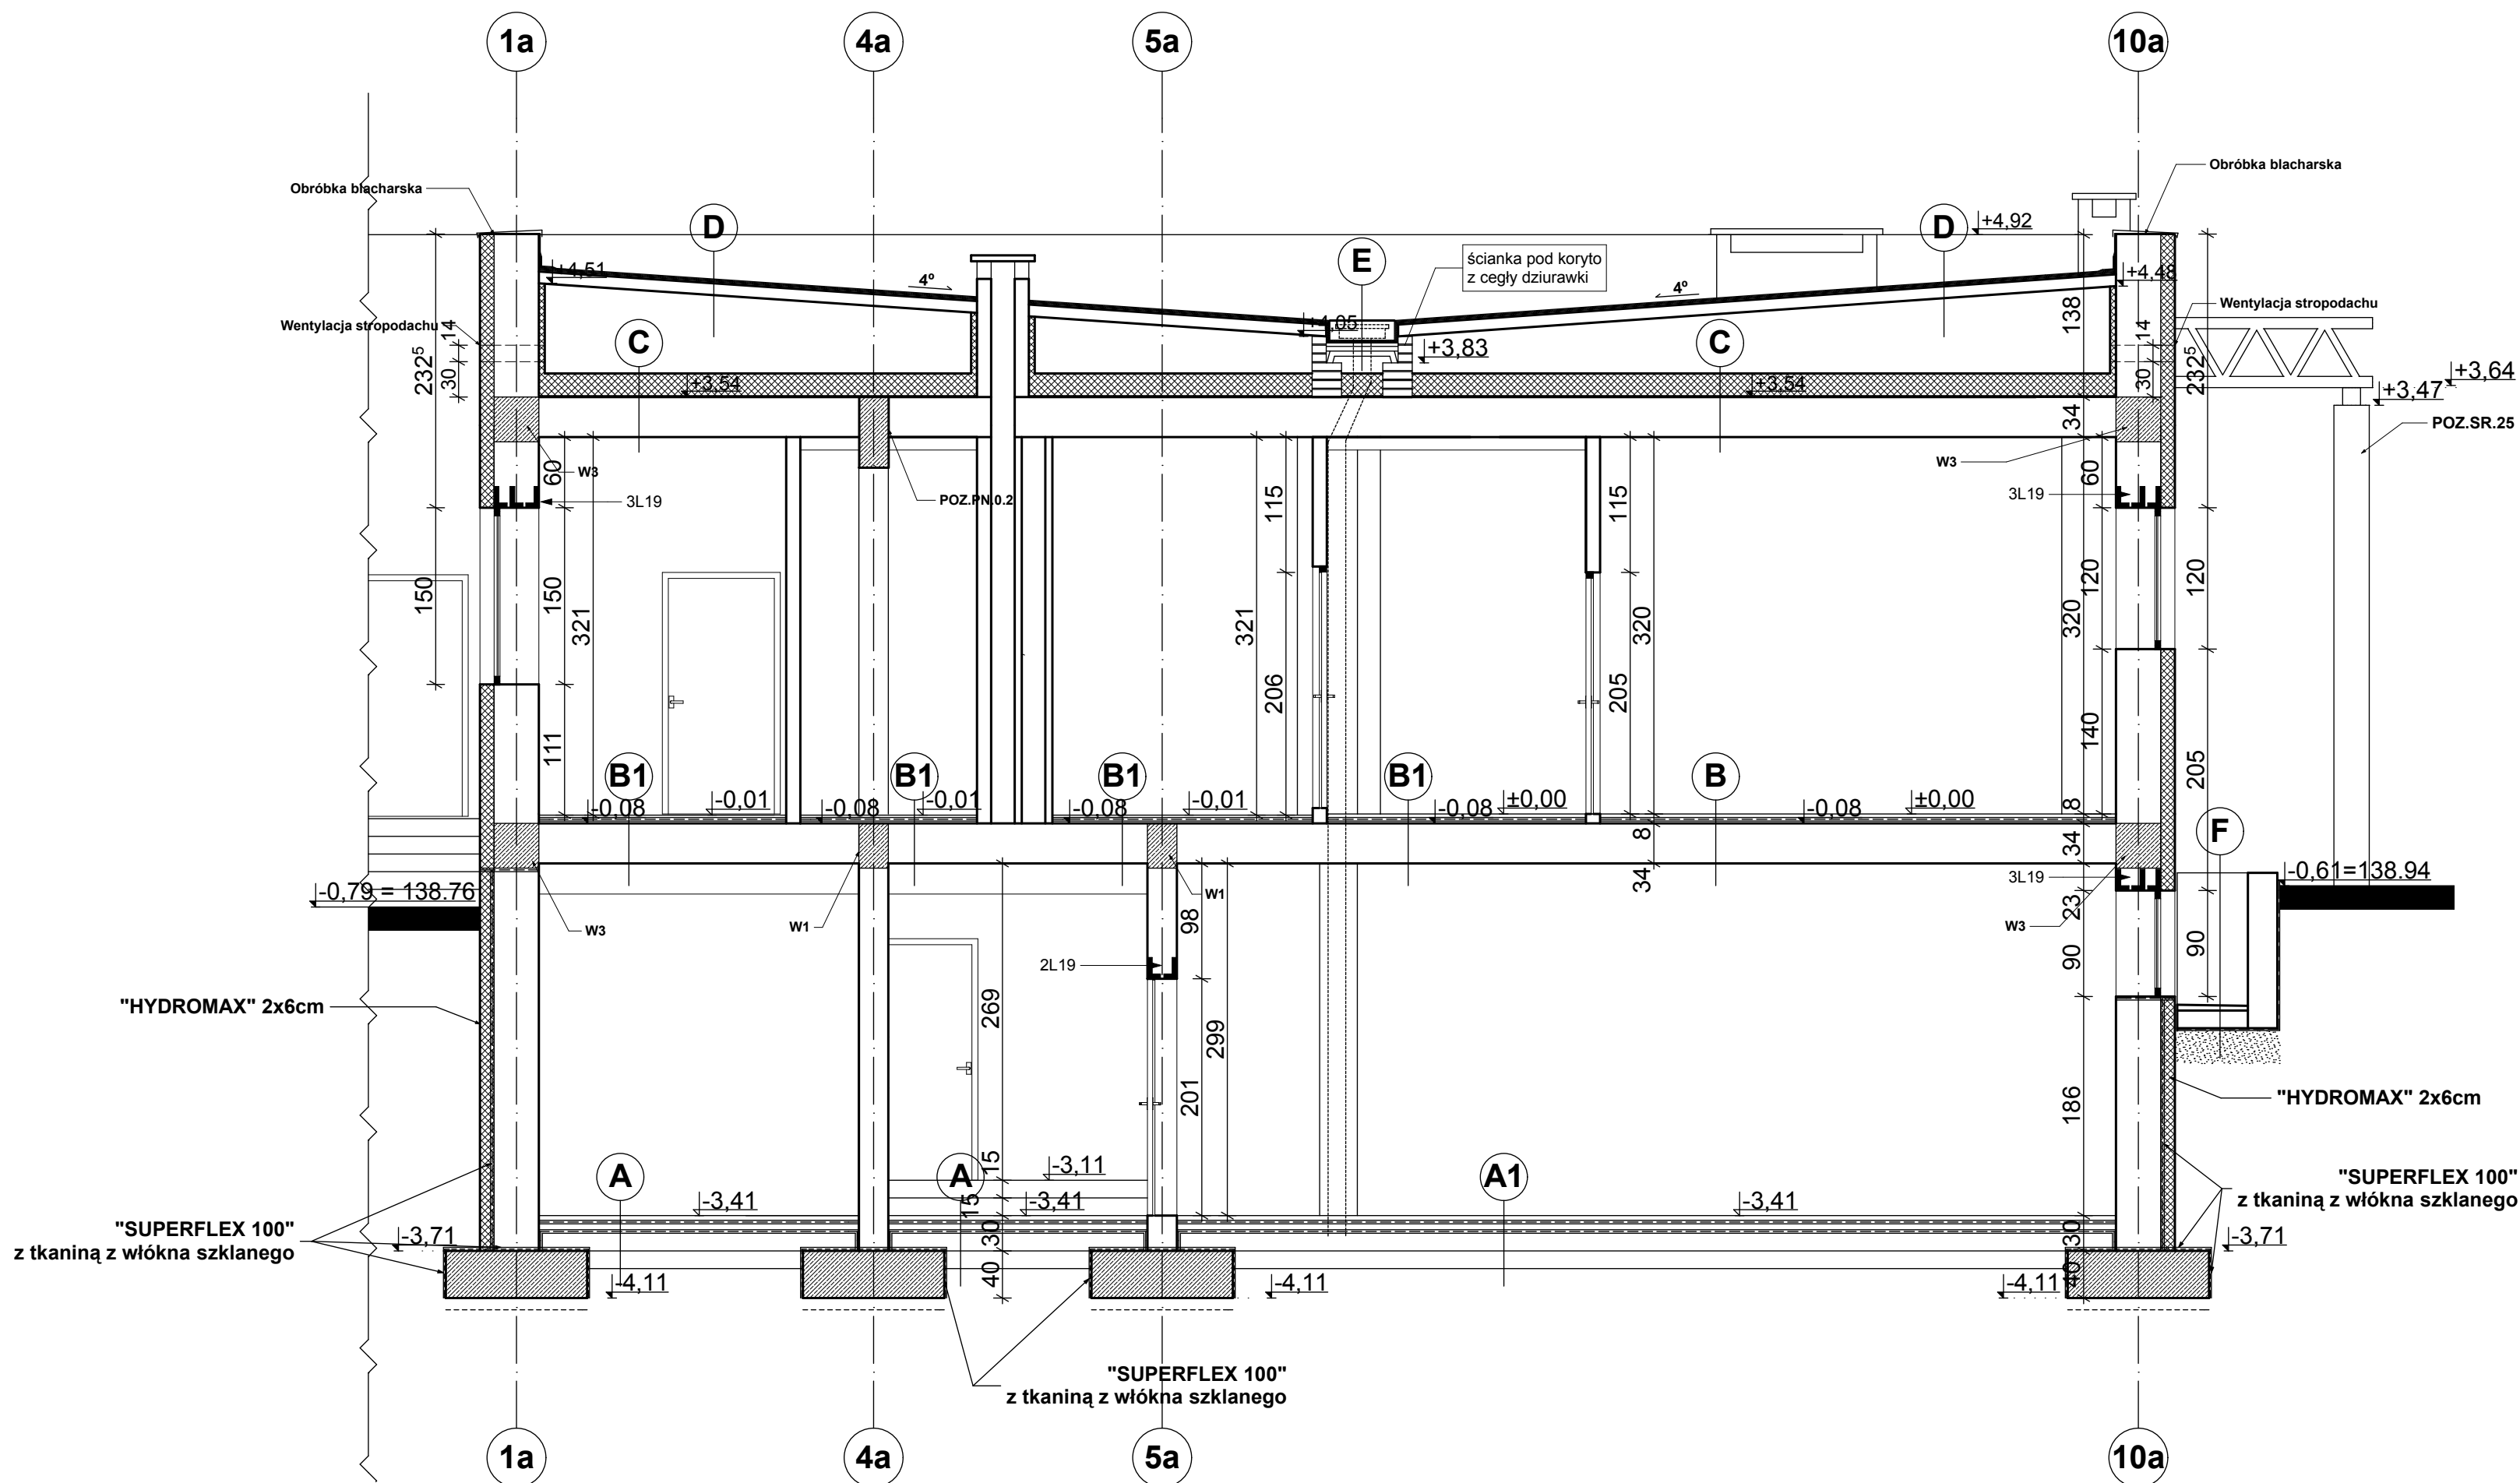 1a
4a
5a
10a
Obróbka blacharska
Obróbka blacharska
D
E
D
+4,92
ścianka pod koryto
z cegły dziurawki
+4,51
4º
4º
+4,48
Wentylacja stropodachu
Wentylacja stropodachu
14
C
+4,05
+3,83
C
138
14
232⁵
30
+3,54
+3,54
30
232⁵
+3,64
+3,47
34
POZ.SR.25
W3
60
3L19
POZ.PN.0.2
115
115
W3
3L19
60
150
150
321
321
206
320
205
320
120
120
111
140
205
B1
B1
B1
B1
B
-0,08
-0,01
-0,08
-0,01
-0,08
-0,01
-0,08
±0,00
-0,08
±0,00
8
8
34
34
F
-0,79 = 138.76
-0,61=138.94
W3
W1
W1
3L19
W3
23
98
2L19
90
90
"HYDROMAX" 2x6cm
269
299
201
186
"HYDROMAX" 2x6cm
A
A
A1
15
15
-3,11
-3,41
-3,41
-3,41
"SUPERFLEX 100"
z tkaniną z włókna szklanego
"SUPERFLEX 100"
z tkaniną z włókna szklanego
-3,71
30
30
-3,71
40
40
-4,11
-4,11
-4,11
"SUPERFLEX 100"
z tkaniną z włókna szklanego
1a
4a
5a
10a